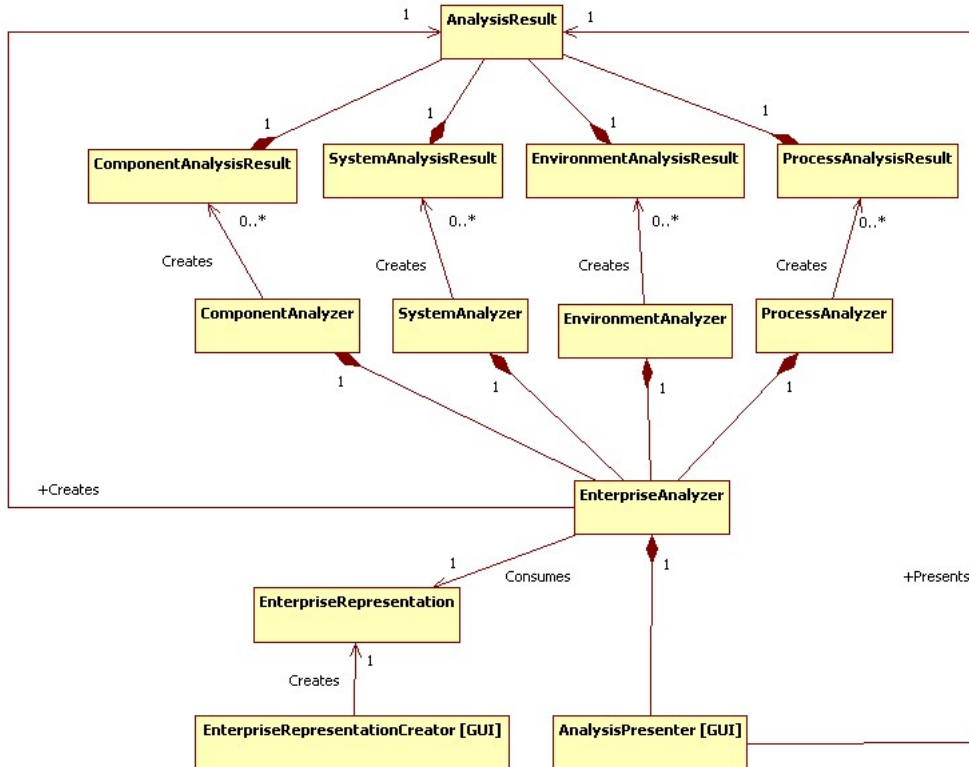 1
AnalysisResult
1
1
1
1
1
ComponentAnalysisResult
SystemAnalysisResult
EnvironmentAnalysisResult
ProcessAnalysisResult
0..*
0..*
0..*
0..*
Creates
Creates
Creates
Creates
ComponentAnalyzer
SystemAnalyzer
EnvironmentAnalyzer
ProcessAnalyzer
1
1
1
1
+Creates
EnterpriseAnalyzer
1
Consumes
1
+Presents
EnterpriseRepresentation
1
Creates
EnterpriseRepresentationCreator [GUI]
AnalysisPresenter [GUI]